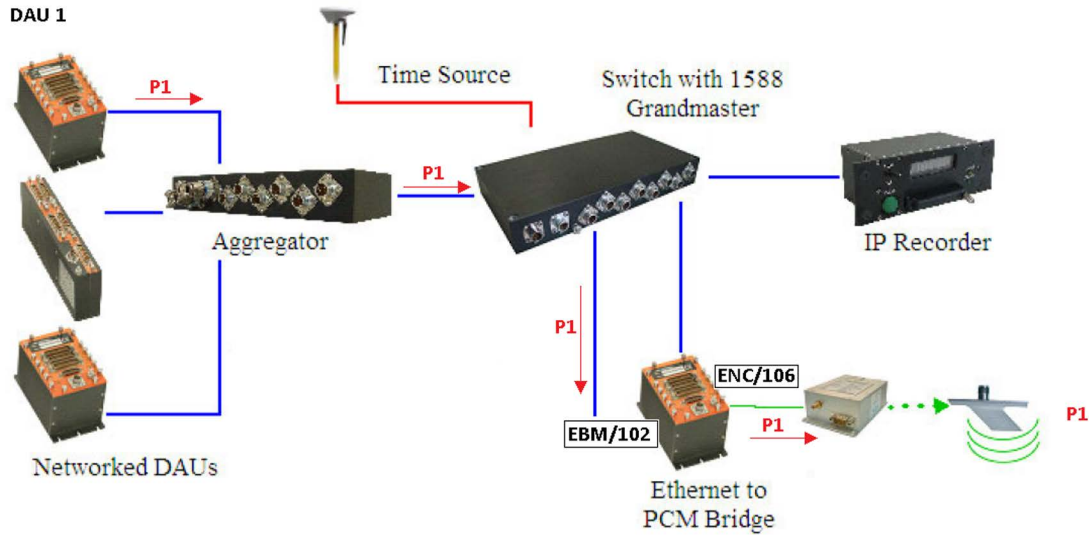 DAU 1
P1
Time Source
Switch with 1588
Grandmaster
P1
Aggregator
IP Recorder
P1
EBM/102
ENC/106
P1
P1
Networked DAUs
Ethernet to
PCM Bridge